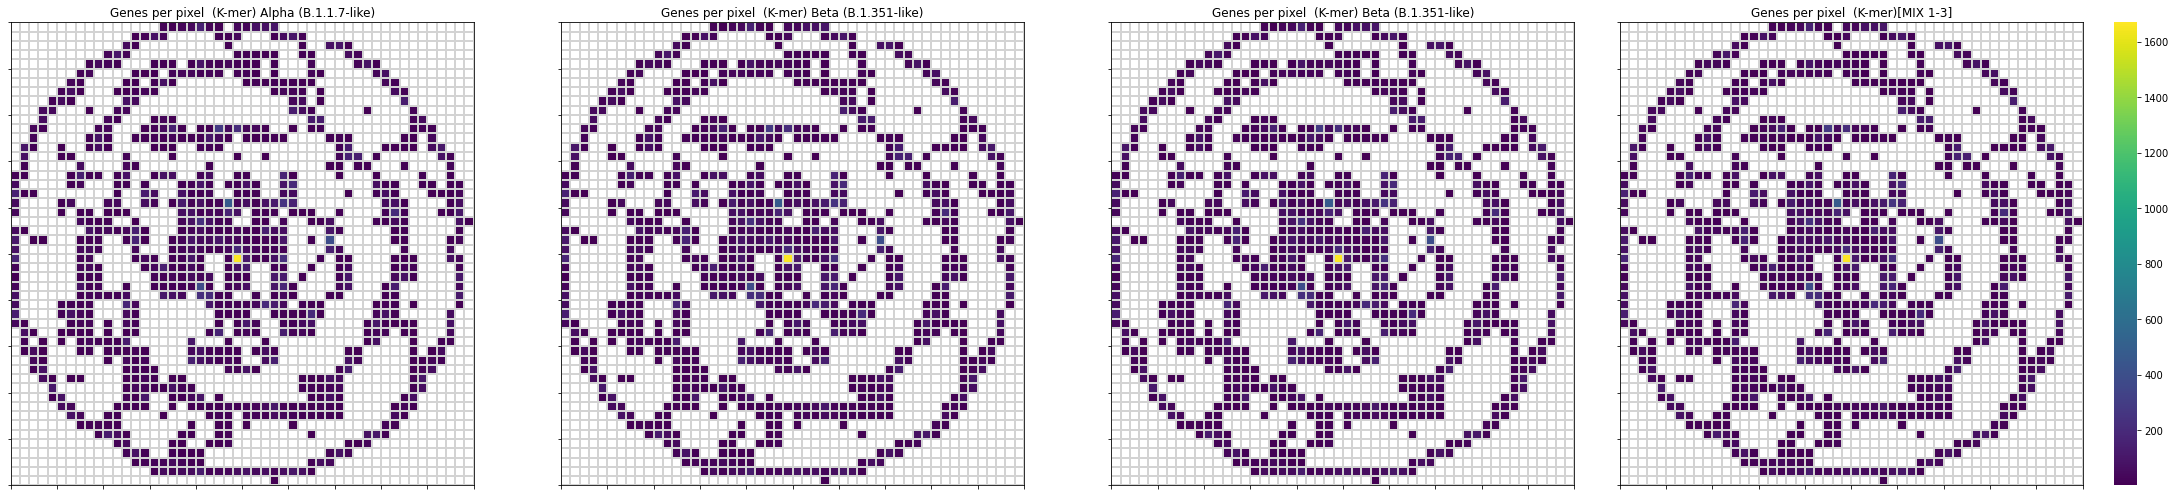 Genes per pixel  (K-mer) Alpha (B.1.1.7-like)
Genes per pixel  (K-mer) Beta (B.1.351-like)
Genes per pixel  (K-mer) Beta (B.1.351-like)
Genes per pixel  (K-mer)[MIX 1-3]
1600
1400
1200
1000
800
600
400
200